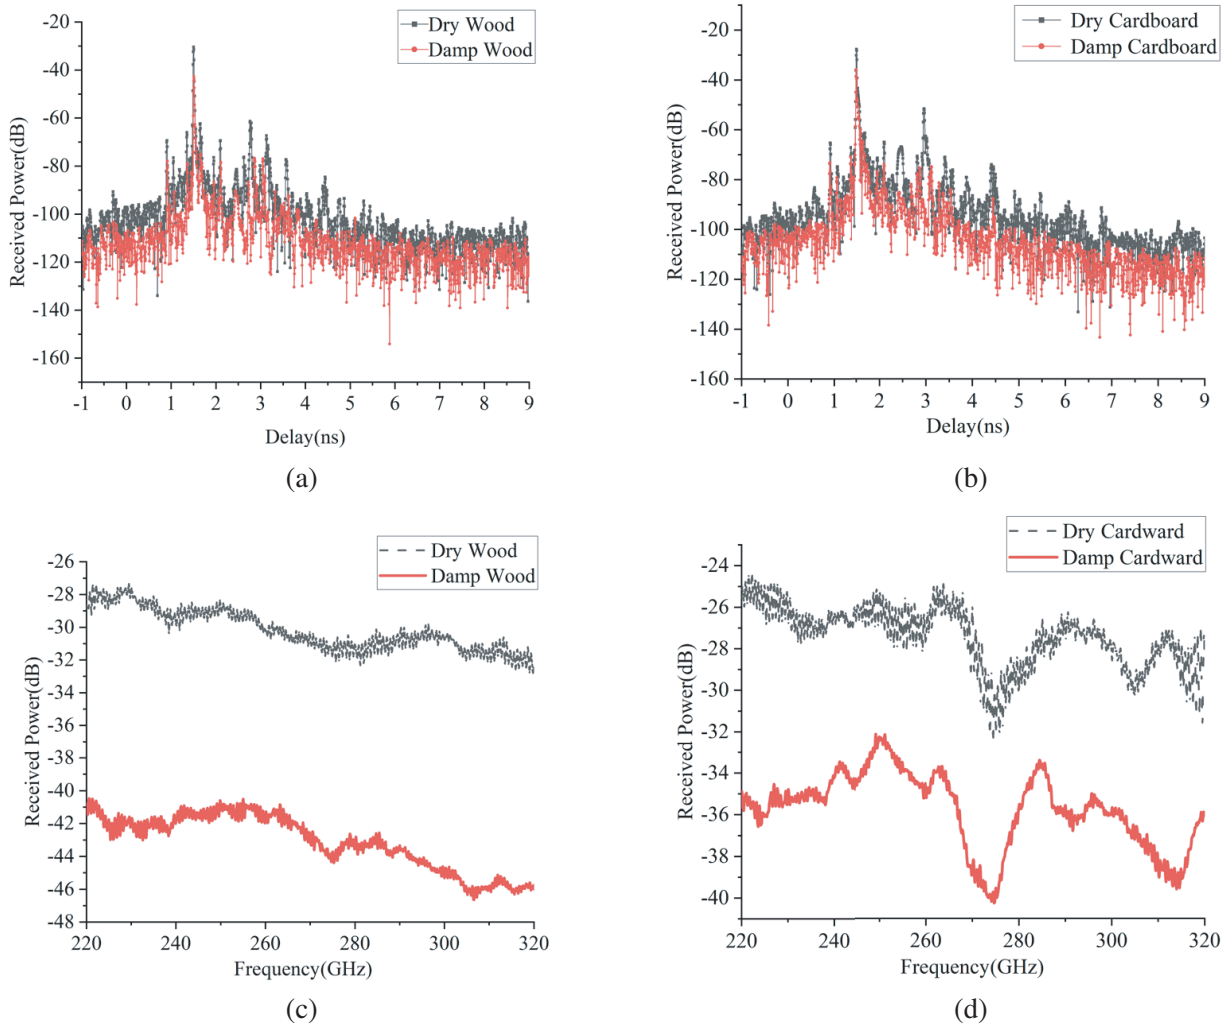 -20
-40
-60
-80
-100
-120
-140
-160
-1 0 1 2 3 4 5 6 7 8 9
Received Power(dB)
Delay(ns)
Dry Wood
Damp Wood
(a)
-20
-40
-60
-80
-100
-120
-140
-160
-1 0 1 2 3 4 5 6 7 8 9
Received Power(dB)
Delay(ns)
Dry Cardboard
Damp Cardboard
(b)
-26
-28
-30
-32
-34
-36
-38
-40
-42
-44
-46
-48
220 240 260 280 300 320
Received Power(dB)
Frequency(GHz)
Dry Wood
Damp Wood
(c)
-24
-26
-28
-30
-32
-34
-36
-38
-40
220 240 260 280 300 320
Received Power(dB)
Frequency(GHz)
Dry Cardward
Damp Cardward
(d)